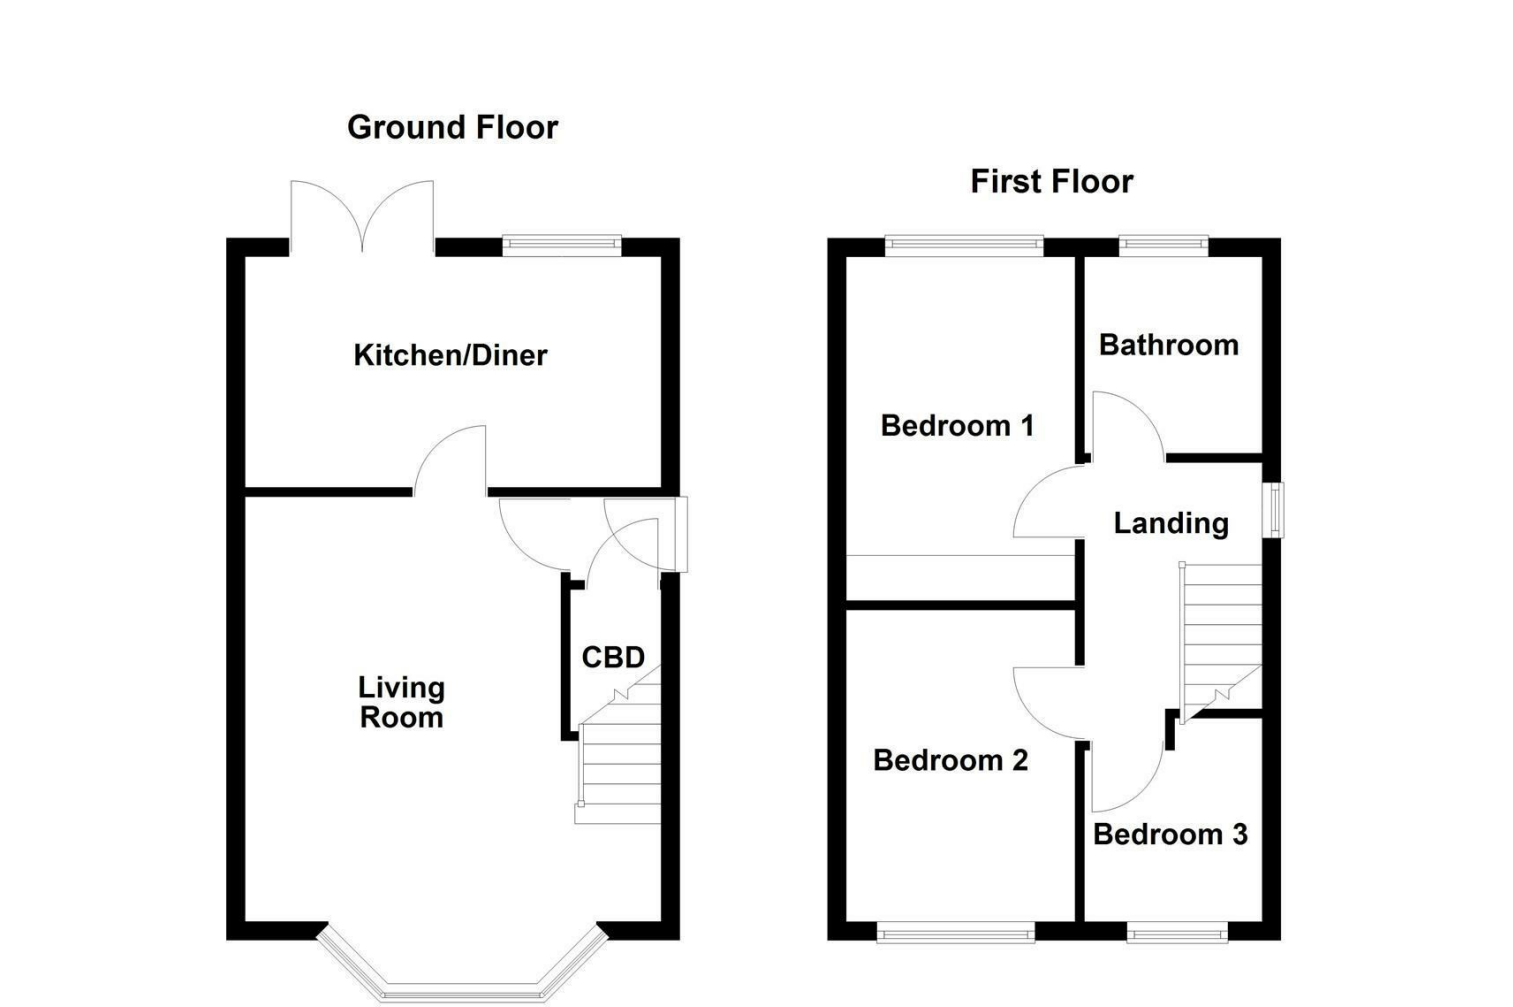 Ground Floor
Kitchen/Diner
Living
Room
CBD
First Floor
Bathroom
Bedroom 1
Landing
Bedroom 2
Bedroom 3